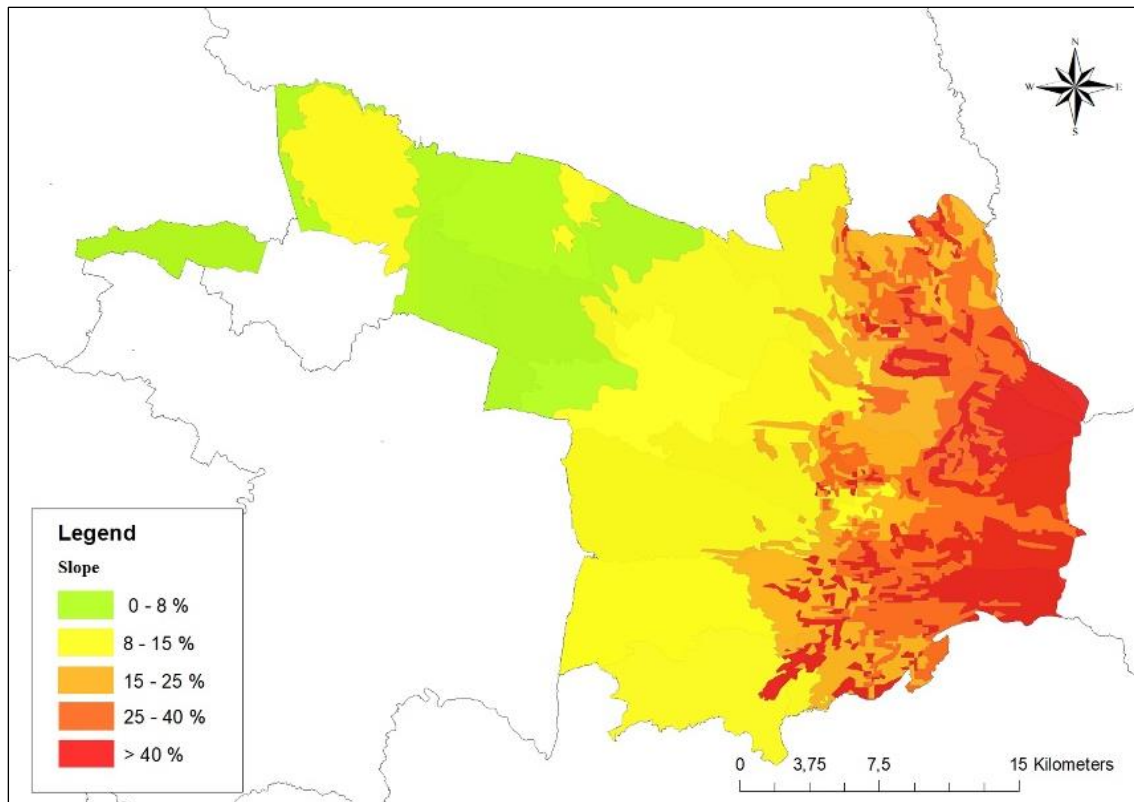 N
W E
S
Legend
Slope
0 - 8 %
8 - 15 %
15 - 25 %
25 - 40 %
> 40 %
0 3,75 7,5 15 Kilometers